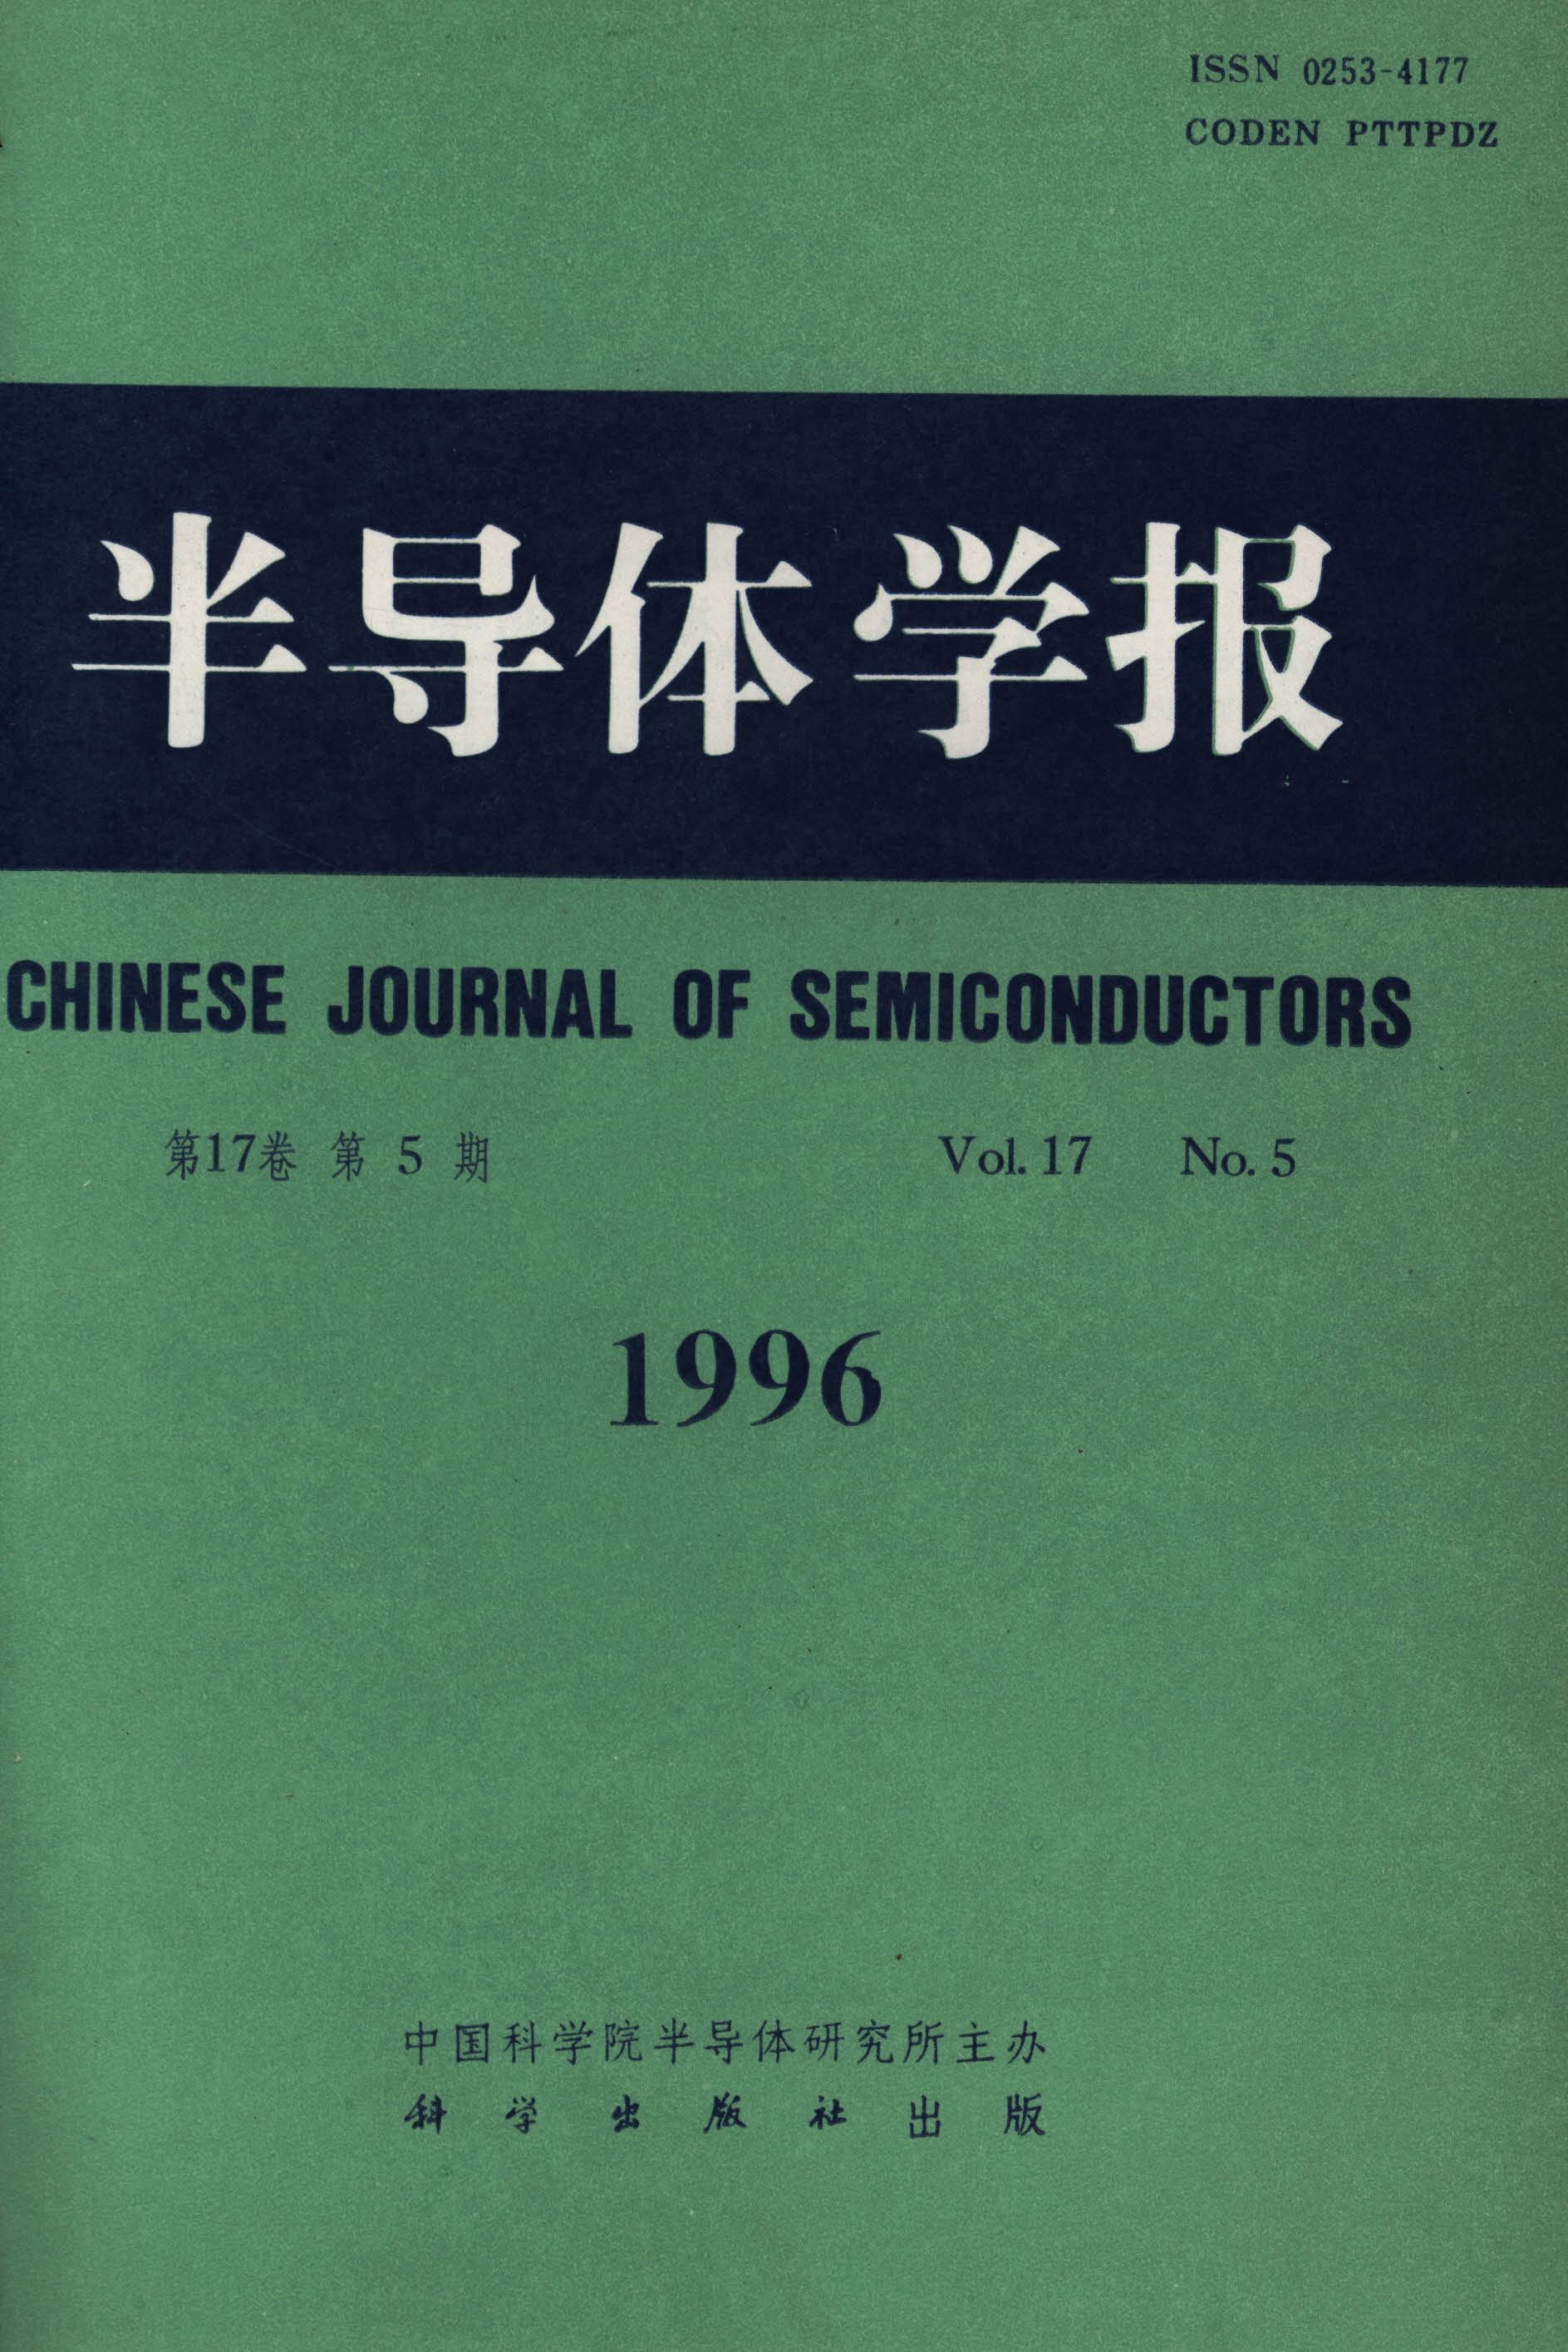 ISSN 0253-4177
CODEN PTTPDZ
半导体学报
CHINESE JOURNAL OF SEMICONDUCTORS
第17卷 第 5 期 Vol. 17 No. 5
1996
中国科学院半导体研究所主办
科学出版社出版